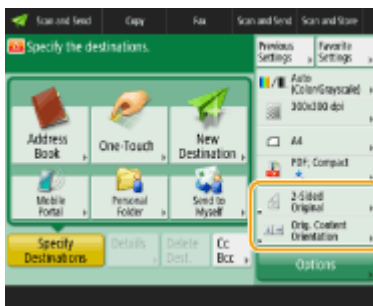 Scan and Send
Copy
Fax
Scan and Send
Scan and Store
Specify the destinations.
Previous
Settings
Favorite
Settings
Auto
(Color/Grayscale)
300x300 dpi
A4
PDF; Compact
Address
Book
One-Touch
New
Destination
Mobile
Portal
Personal
Folder
Send to
Myself
2-Sided
Original
Orig. Content
Orientation
Specify
Destinations
Details
Delete
Dest.
Cc
Bcc
Options